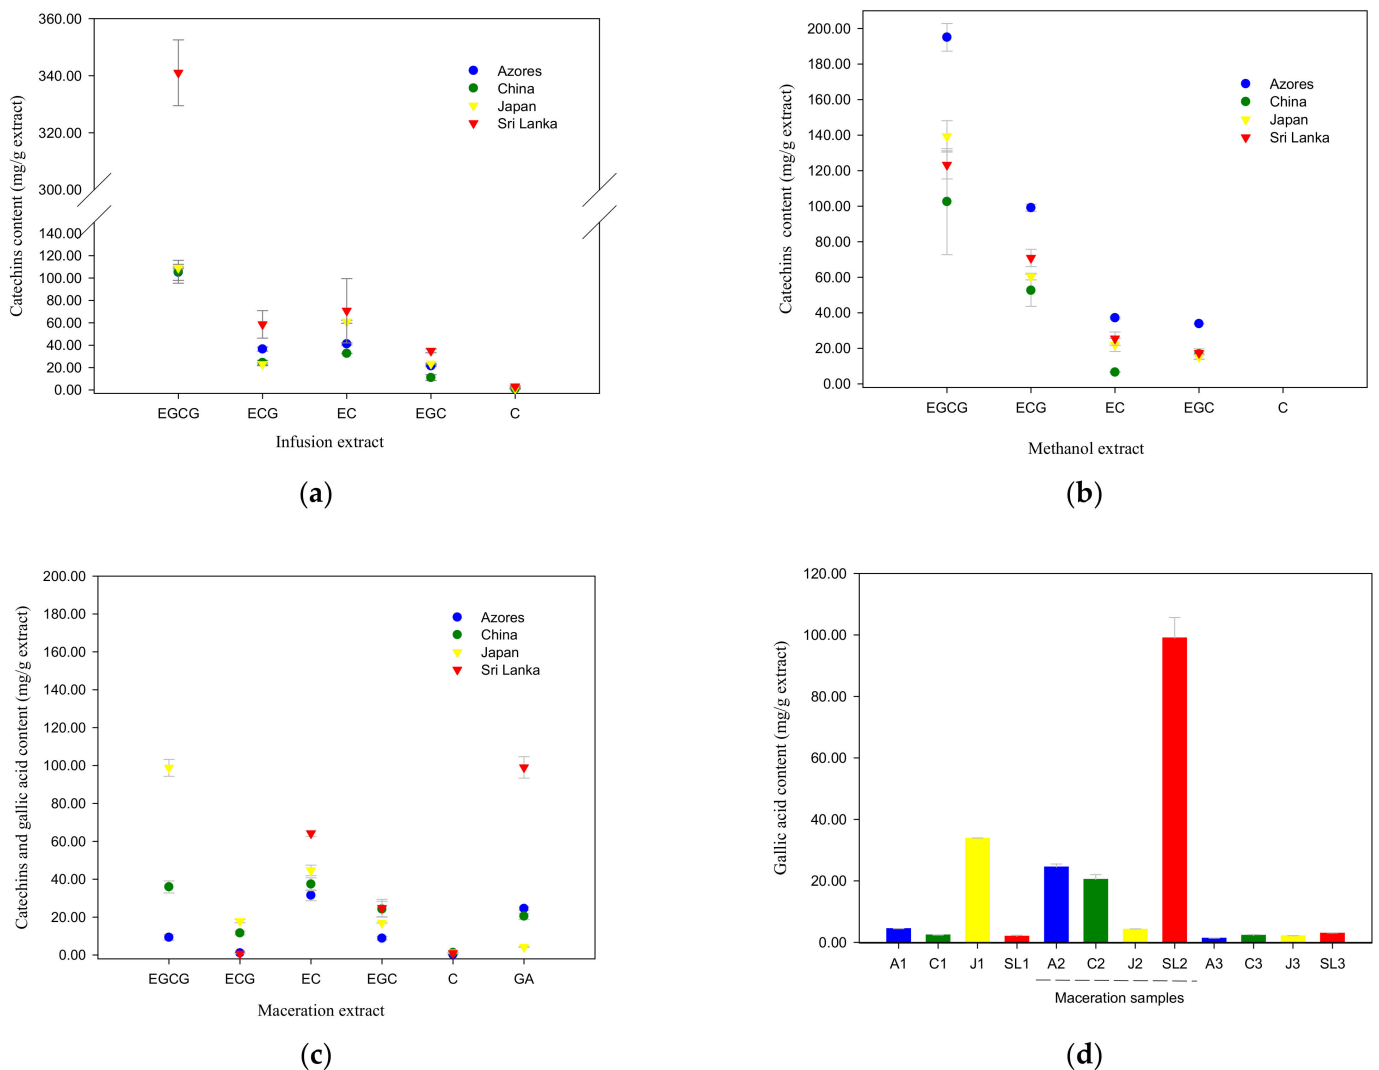 Catechins content (mg/g extract)
360.00
340.00
320.00
300.00
140.00
120.00
100.00
80.00
60.00
40.00
20.00
0.00
Azores
China
Japan
Sri Lanka
EGCG ECG EC EGC C
Infusion extract
(a)
Catechins content (mg/g extract)
200.00
180.00
160.00
140.00
120.00
100.00
80.00
60.00
40.00
20.00
0.00
Azores
China
Japan
Sri Lanka
EGCG ECG EC EGC C
Methanol extract
(b)
Catechins and gallic acid content (mg/g extract)
200.00
180.00
160.00
140.00
120.00
100.00
80.00
60.00
40.00
20.00
0.00
Azores
China
Japan
Sri Lanka
EGCG ECG EC EGC C GA
Maceration extract
(c)
Gallic acid content (mg/g extract)
120.00
100.00
80.00
60.00
40.00
20.00
0.00
A1 C1 J1 SL1 A2 C2 J2 SL2 A3 C3 J3 SL3
Maceration samples
(d)